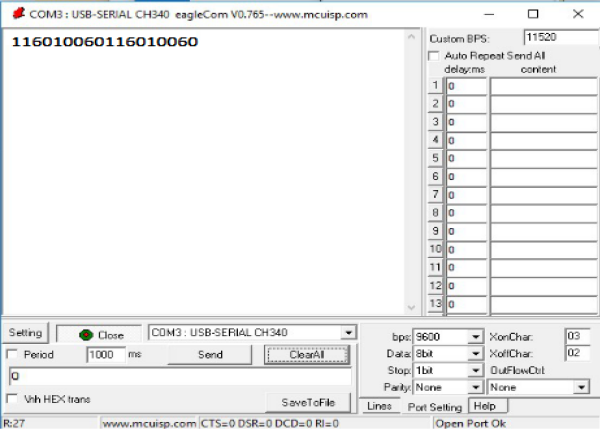 COM3 : USB-SERIAL CH340 eagleCom V0.765--www.mcuisp.com
116010060116010060
Custom BPS: 11520
Auto Repeat Send All
delay:ms content
1 0
2 0
3 0
4 0
5 0
6 0
7 0
8 0
9 0
10 0
11 0
12 0
13 0
Setting Close COM3 : USB-SERIAL CH340
Period 1000 ms Send ClearAll
0
Vhh HEX trans SaveToFile
bps: 9600 XonChar: 03
Data: 8bit XoffChar: 02
Stop: 1bit OutFlowCtrl
Parity: None None
Lines Port Setting Help
R:27 www.mcuisp.com CTS=0 DSR=0 DCD=0 RI=0 Open Port Ok